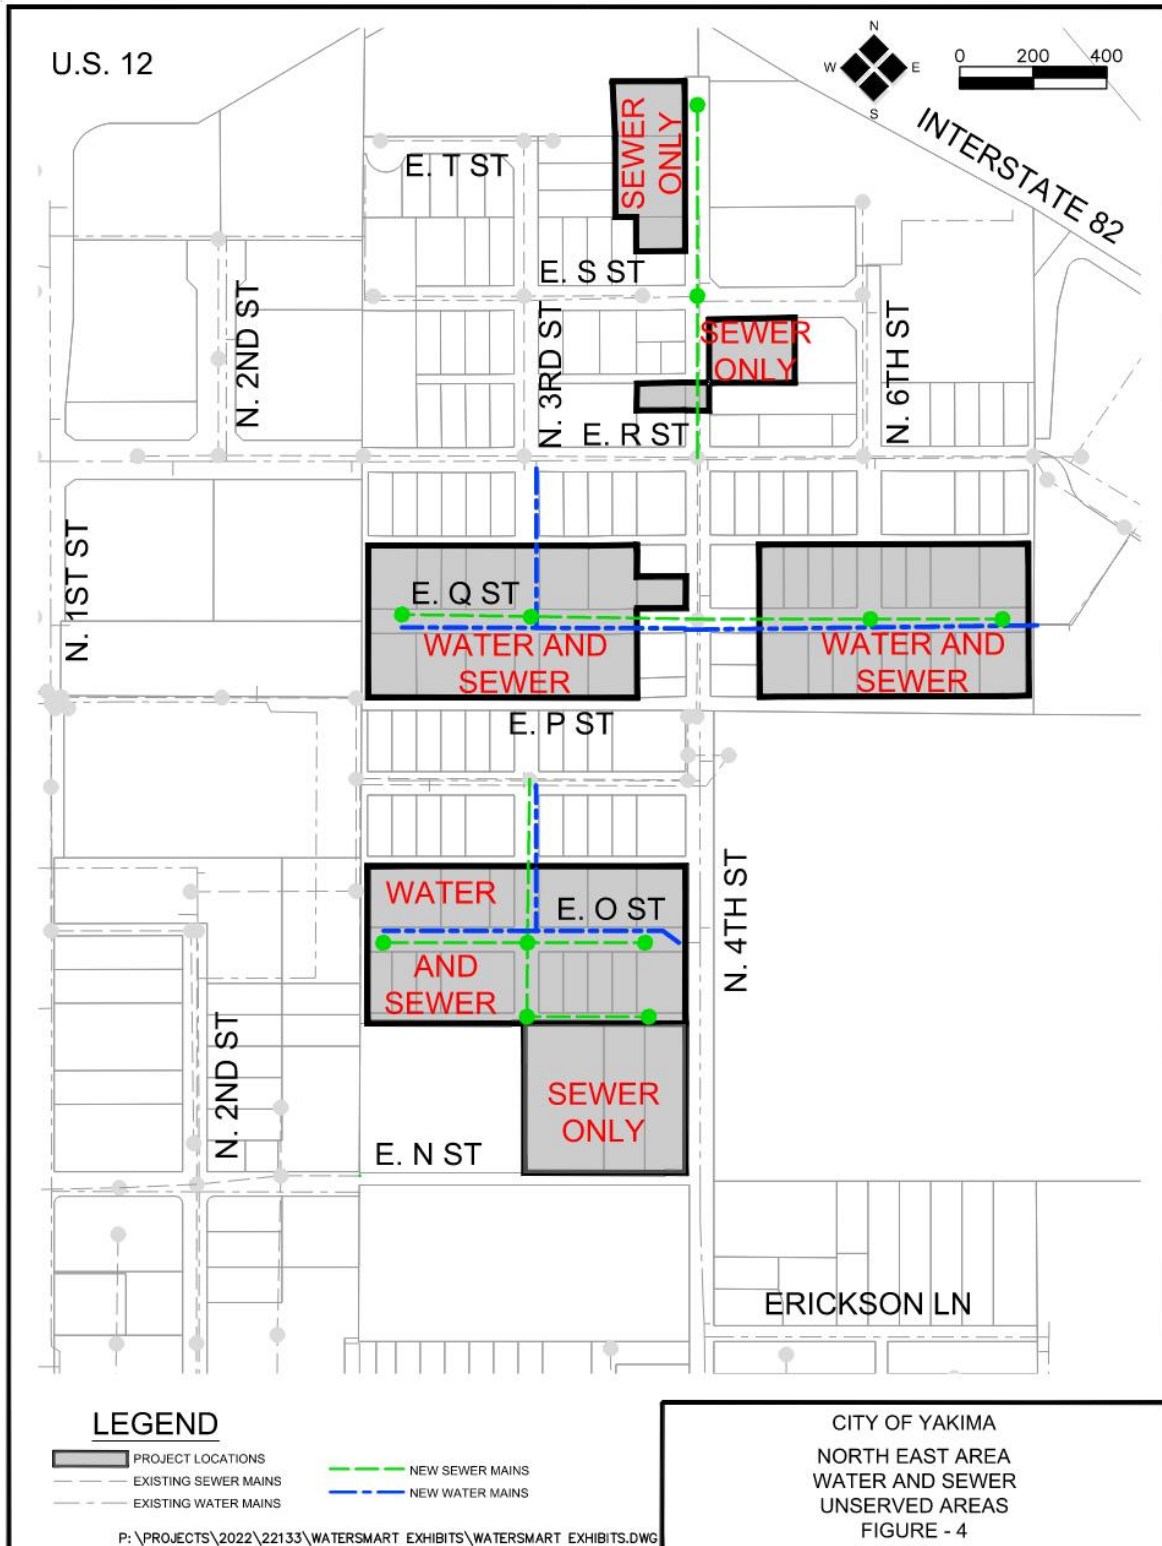 U.S. 12
N
W
E
S
0 200 400
INTERSTATE 82
SEWER
ONLY
E. T ST
E. S ST
N. 2ND ST
N. 3RD ST
SEWER
ONLY
N. 6TH ST
E. R ST
N. 1ST ST
E. Q ST
WATER AND
SEWER
WATER AND
SEWER
E. P ST
WATER
E. O ST
AND
SEWER
N. 4TH ST
N. 2ND ST
SEWER
ONLY
E. N ST
ERICKSON LN
LEGEND
PROJECT LOCATIONS
EXISTING SEWER MAINS
EXISTING WATER MAINS
NEW SEWER MAINS
NEW WATER MAINS
P: \PROJECTS\2022\22133\WATERSMART EXHIBITS\WATERSMART EXHIBITS.DWG
CITY OF YAKIMA
NORTH EAST AREA
WATER AND SEWER
UNSERVED AREAS
FIGURE - 4